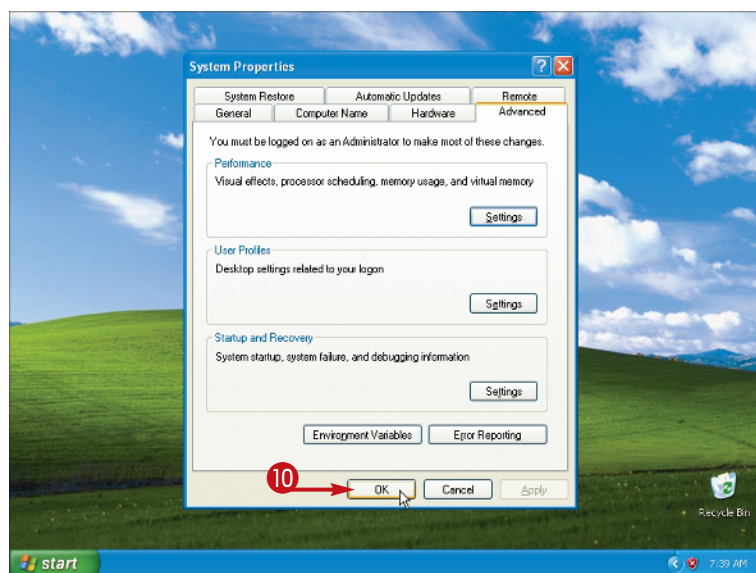 System Properties
System Restore Automatic Updates Remote
General Computer Name Hardware Advanced
You must be logged on as an Administrator to make most of these changes.
Performance
Visual effects, processor scheduling, memory usage, and virtual memory
Settings
User Profiles
Desktop settings related to your logon
Settings
Startup and Recovery
System startup, system failure, and debugging information
Settings
Environment Variables Error Reporting
10
OK Cancel Apply
Recycle Bin
start 7:39 AM